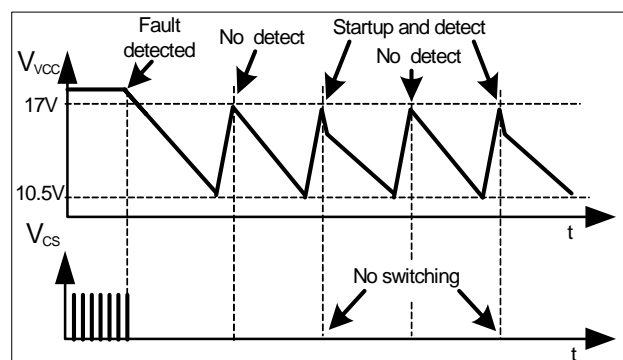 Fault
detected
No detect
Startup and detect
No detect
VVCC
17V
10.5V
t
VCS
No switching
t